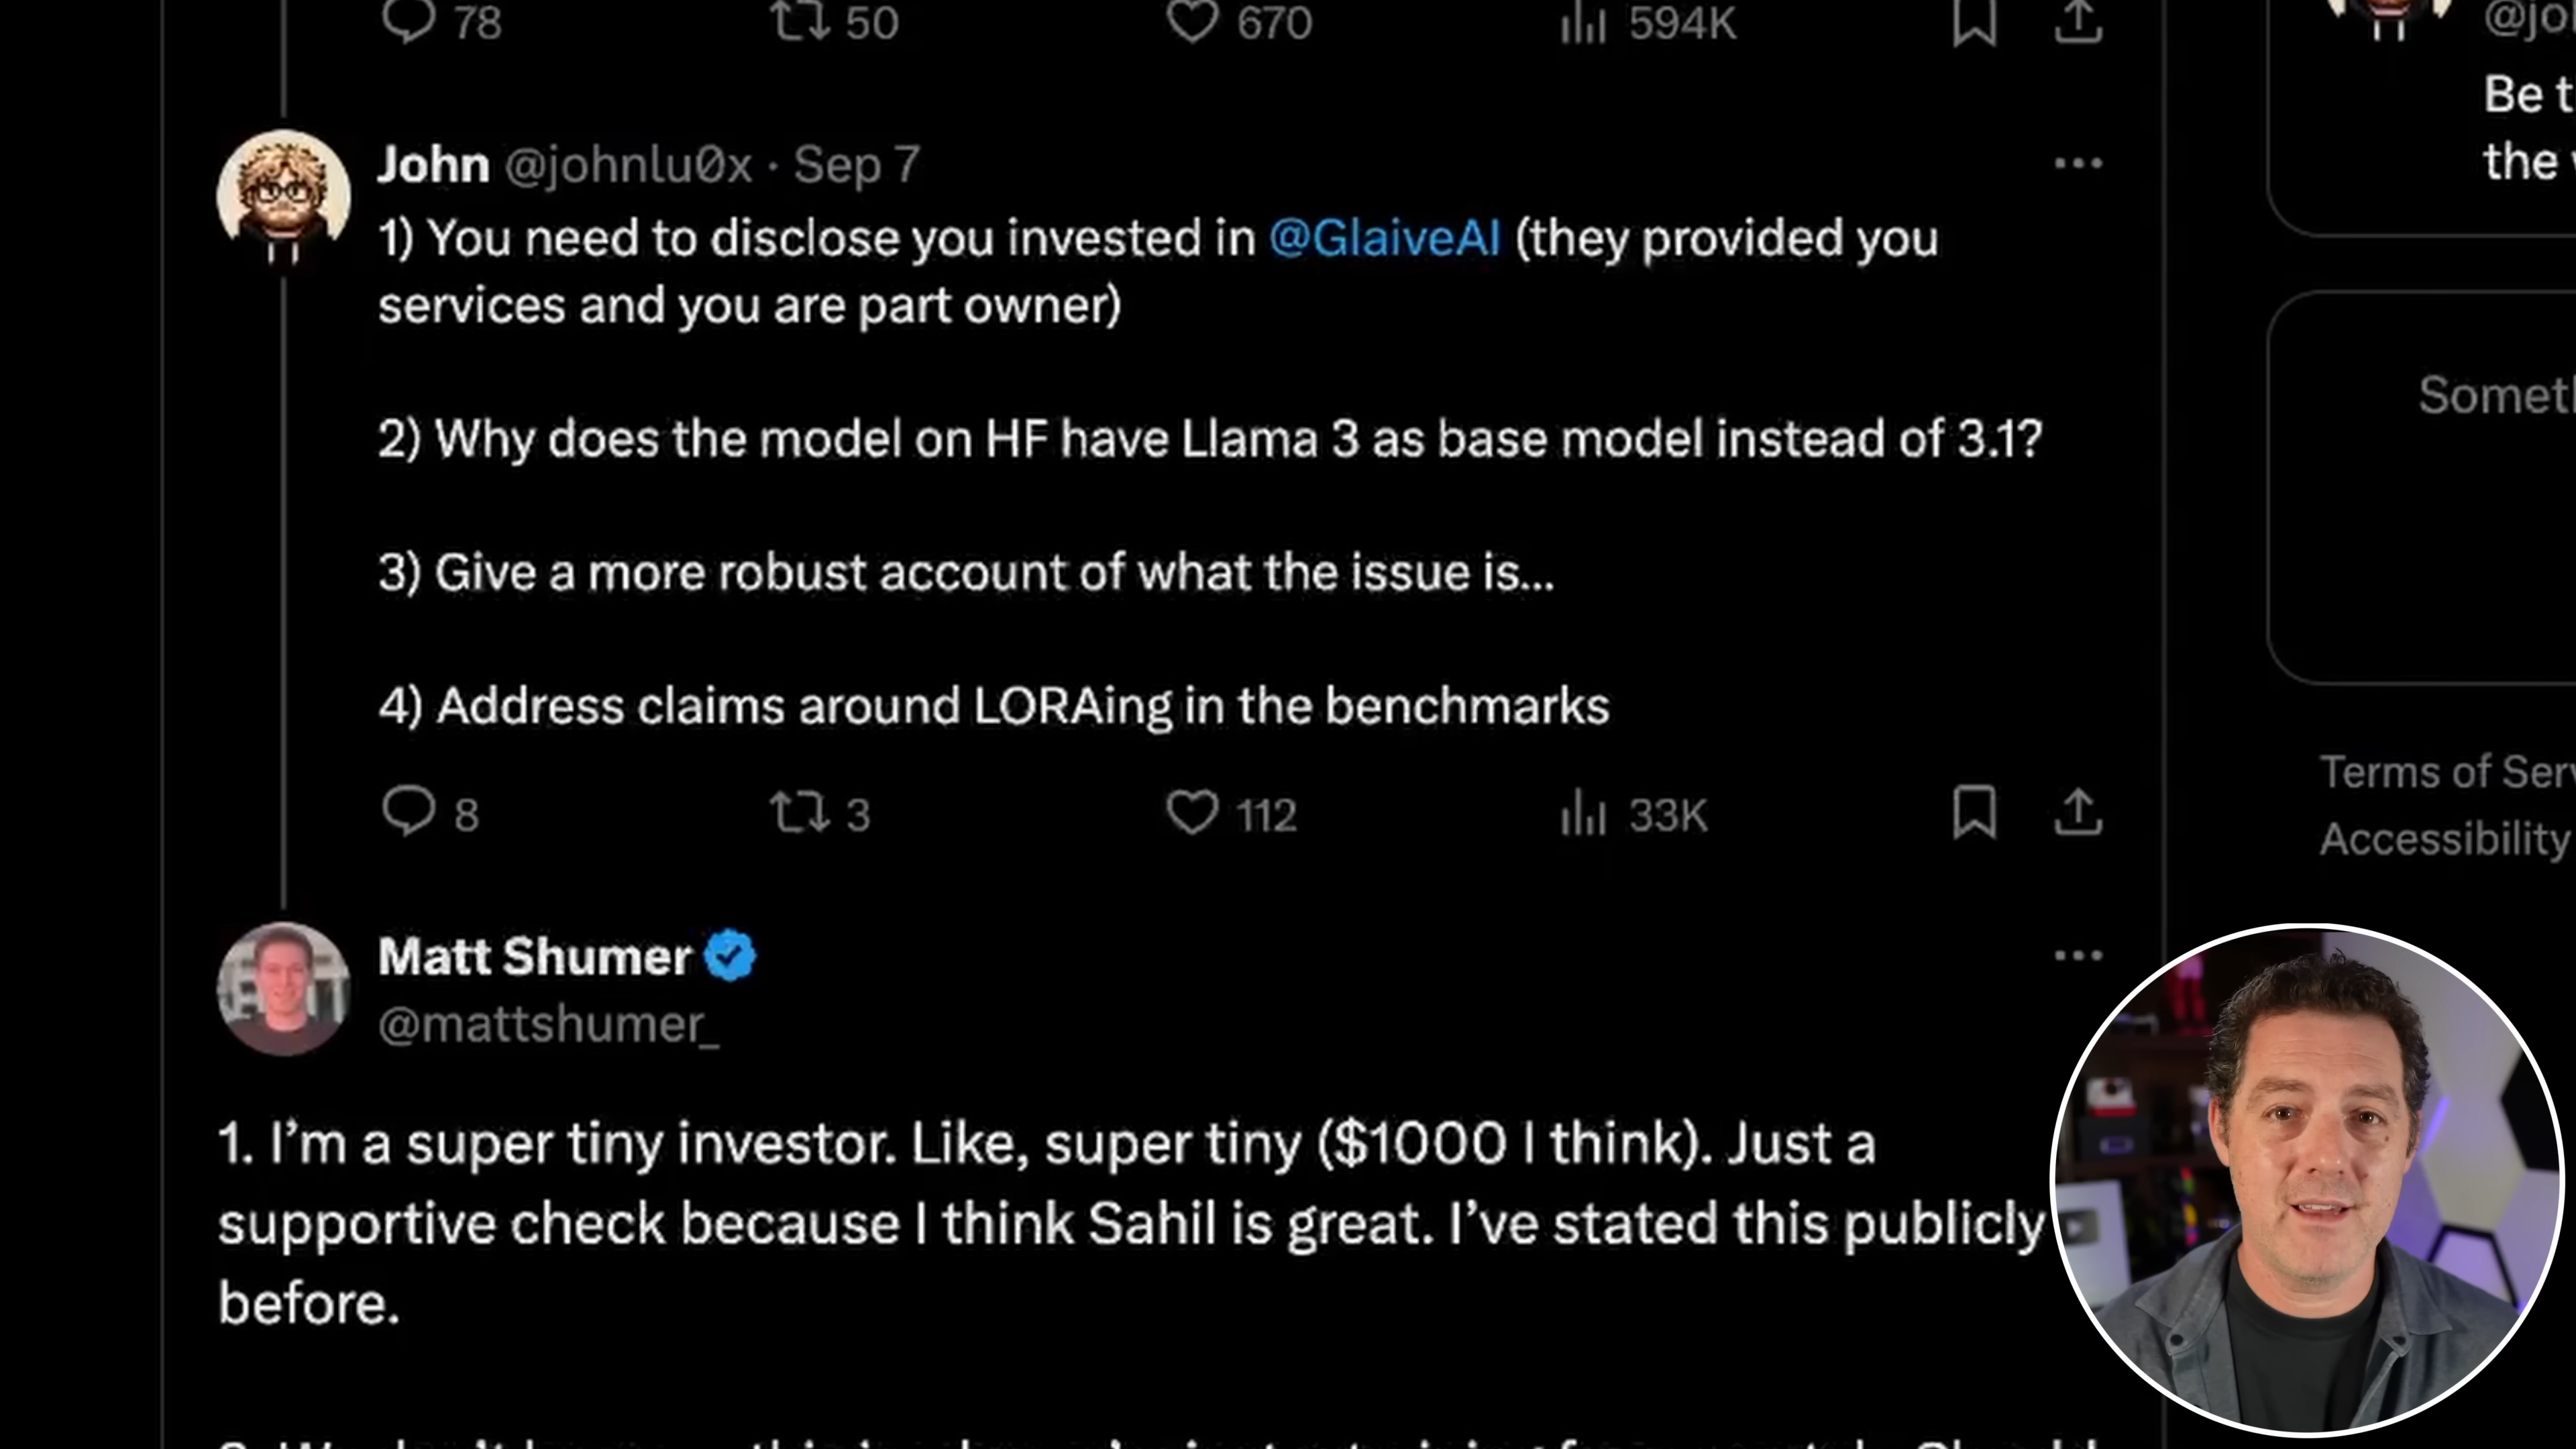 78 50 670 594K
@jo
Be t
the
John @johnlu0x · Sep 7
1) You need to disclose you invested in @GlaiveAI (they provided you
services and you are part owner)
2) Why does the model on HF have Llama 3 as base model instead of 3.1?
3) Give a more robust account of what the issue is...
4) Address claims around LORAing in the benchmarks
8 3 112 33K
Somet
Terms of Ser
Accessibility
Matt Shumer
@mattshumer_
1. I'm a super tiny investor. Like, super tiny ($1000 I think). Just a
supportive check because I think Sahil is great. I've stated this publicly
before.